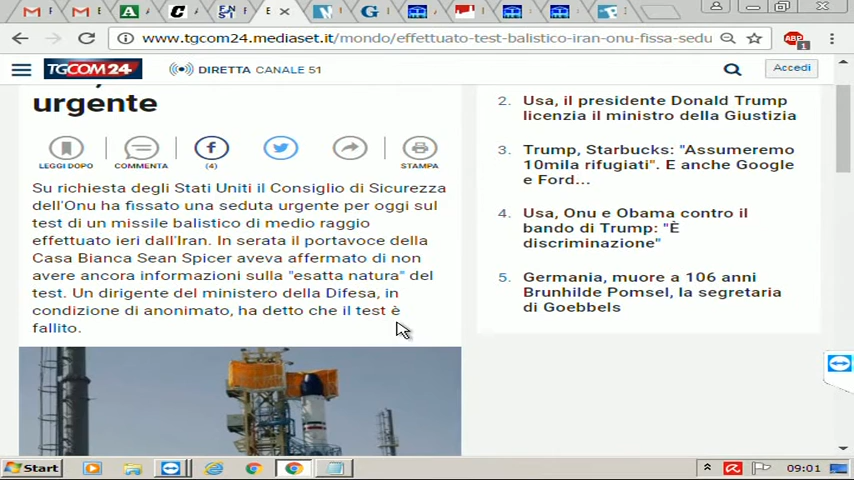 www.tgcom24.mediaset.it/mondo/effettuato-test-balistico-iran-onu-fissa-sedu
ABP
1
TGCOM 24
DIRETTA CANALE 51
Accedi
urgente
LEGGI DOPO
COMMENTA
(4)
STAMPA
Su richiesta degli Stati Uniti il Consiglio di Sicurezza
dell'Onu ha fissato una seduta urgente per oggi sul
test di un missile balistico di medio raggio
effettuato ieri dall'Iran. In serata il portavoce della
Casa Bianca Sean Spicer aveva affermato di non
avere ancora informazioni sulla "esatta natura" del
test. Un dirigente del ministero della Difesa, in
condizione di anonimato, ha detto che il test è
fallito.
2. Usa, il presidente Donald Trump
licenzia il ministro della Giustizia
3. Trump, Starbucks: "Assumeremo
10mila rifugiati". E anche Google
e Ford...
4. Usa, Onu e Obama contro il
bando di Trump: "È
discriminazione"
5. Germania, muore a 106 anni
Brunhilde Pomsel, la segretaria
di Goebbels
Start
09:01